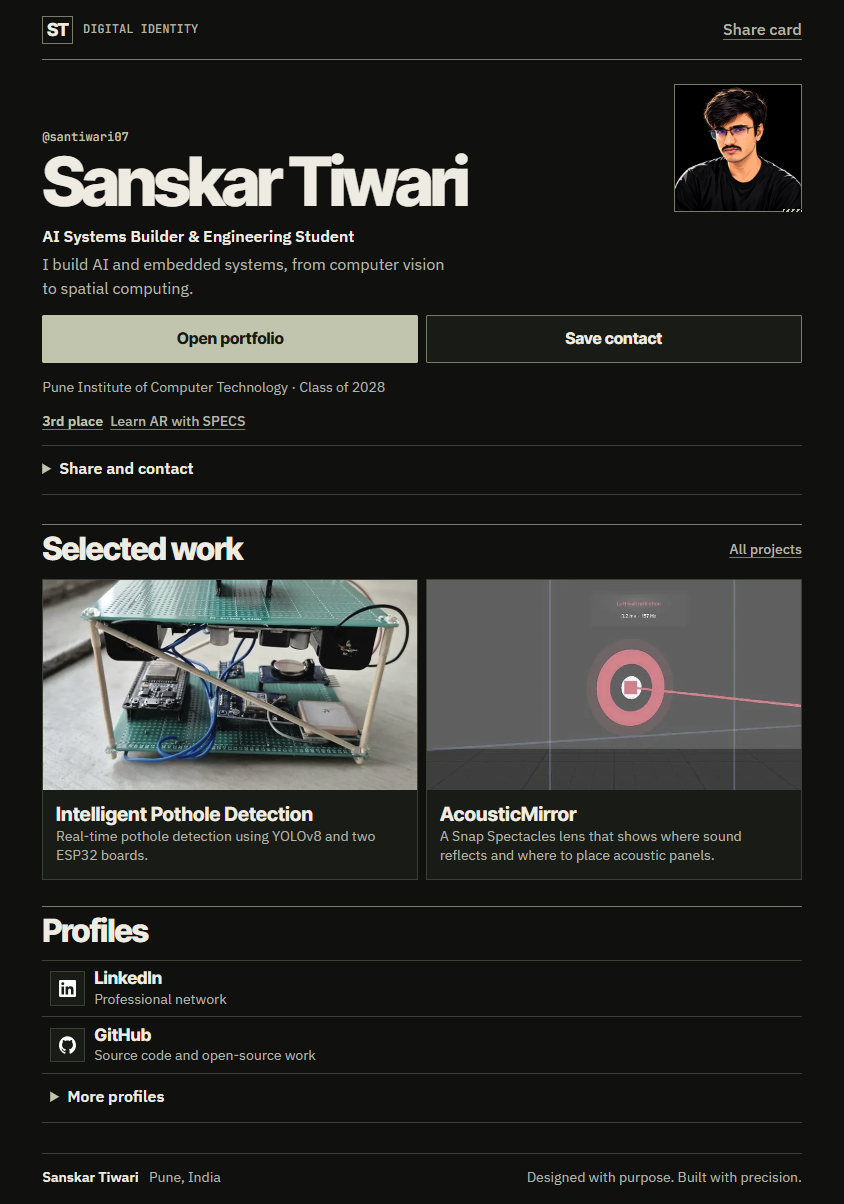 ST DIGITAL IDENTITY
Share card
@santiwari07
Sanskar Tiwari
AI Systems Builder & Engineering Student
I build AI and embedded systems, from computer vision
to spatial computing.
Open portfolio
Save contact
Pune Institute of Computer Technology · Class of 2028
3rd place Learn AR with SPECS
Share and contact
Selected work
All projects
Intelligent Pothole Detection
Real-time pothole detection using YOLOv8 and two
ESP32 boards.
AcousticMirror
A Snap Spectacles lens that shows where sound
reflects and where to place acoustic panels.
Profiles
LinkedIn
Professional network
GitHub
Source code and open-source work
More profiles
Sanskar Tiwari Pune, India
Designed with purpose. Built with precision.